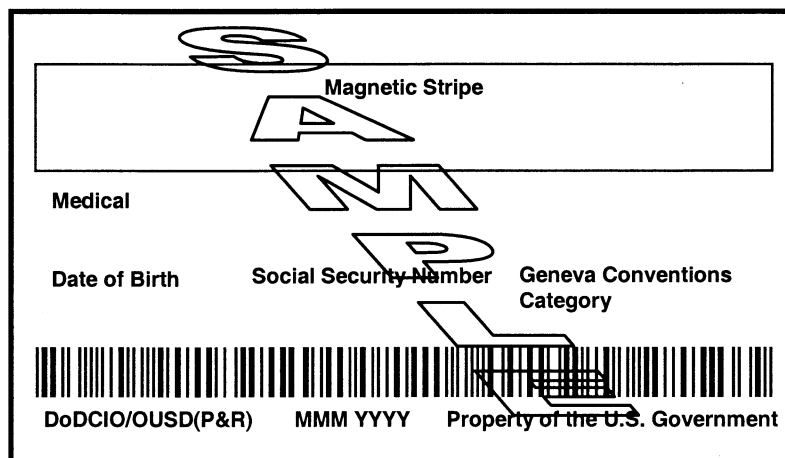 SAMPLE
Magnetic Stripe
Medical
Date of Birth Social Security Number Geneva Conventions
Category
DoDCIO/OUSD(P&R) MMM YYYY Property of the U.S. Government